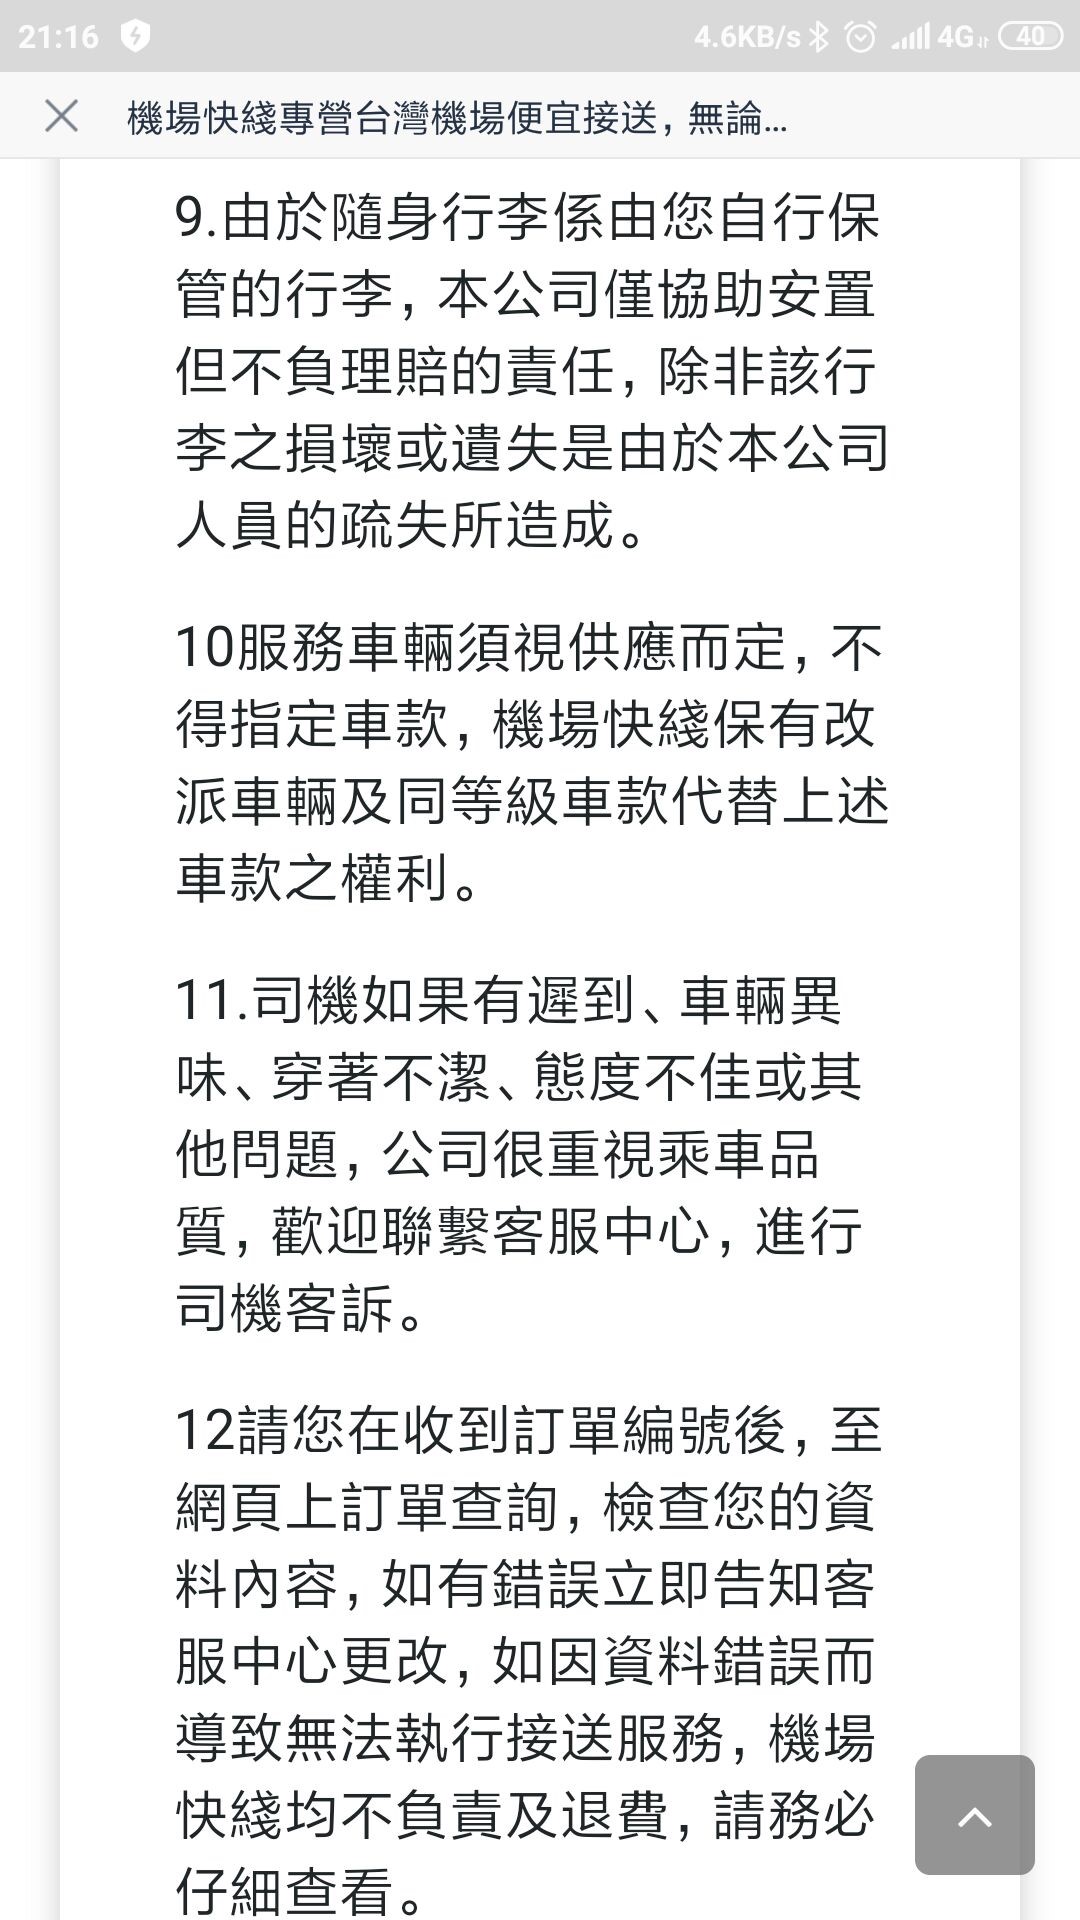 21:16
4.6KB/s 4G 40
機場快綫專營台灣機場便宜接送，無論...
9.由於隨身行李係由您自行保
管的行李，本公司僅協助安置
但不負理賠的責任，除非該行
李之損壞或遺失是由於本公司
人員的疏失所造成。
10服務車輛須視供應而定，不
得指定車款，機場快綫保有改
派車輛及同等級車款代替上述
車款之權利。
11.司機如果有遲到、車輛異
味、穿著不潔、態度不佳或其
他問題，公司很重視乘車品
質，歡迎聯繫客服中心，進行
司機客訴。
12請您在收到訂單編號後，至
網頁上訂單查詢，檢查您的資
料內容，如有錯誤立即告知客
服中心更改，如因資料錯誤而
導致無法執行接送服務，機場
快綫均不負責及退費，請務必
仔細查看。